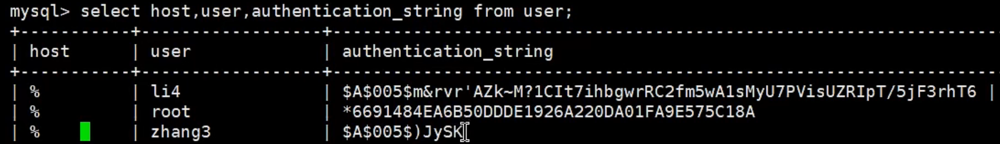 mysql> select host,user,authentication_string from user;
+-----------+------------------+------------------------------------------------------------------
| host      | user             | authentication_string
+-----------+------------------+------------------------------------------------------------------
| %         | li4              | $A$005$m&rvr'AZk~M?1CIt7ihbgwrRC2fm5wA1sMyU7PVisUZRIpT/5jF3rhT6 |
| %         | root             | *6691484EA6B50DDDE1926A220DA01FA9E575C18A
| %         | zhang3           | $A$005$)JySK